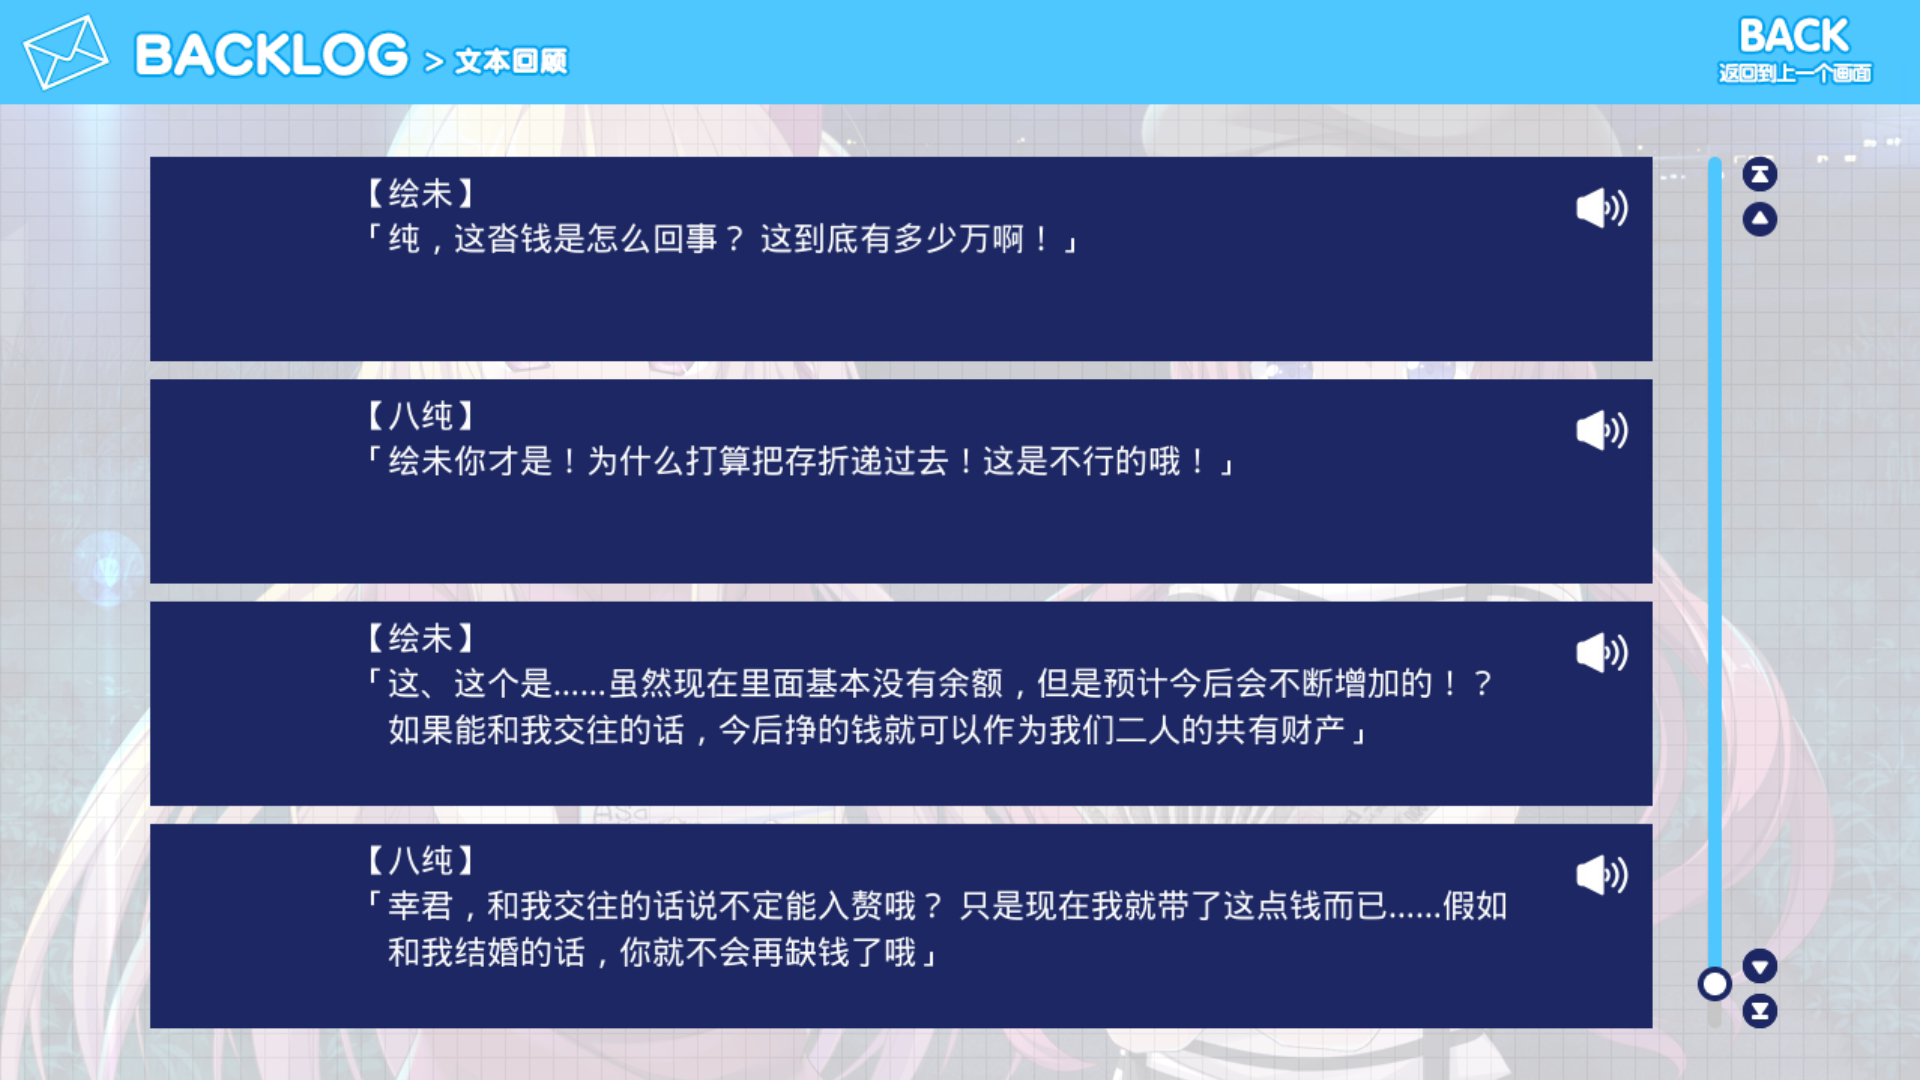 BACKLOG > 文本回顾
BACK
返回到上一个画面
【绘未】
「纯，这沓钱是怎么回事？ 这到底有多少万啊！」
【八纯】
「绘未你才是！为什么打算把存折递过去！这是不行的哦！」
【绘未】
「这、这个是……虽然现在里面基本没有余额，但是预计今后会不断增加的！？
如果能和我交往的话，今后挣的钱就可以作为我们二人的共有财产」
【八纯】
「幸君，和我交往的话说不定能入赘哦？ 只是现在我就带了这点钱而已……假如
和我结婚的话，你就不会再缺钱了哦」